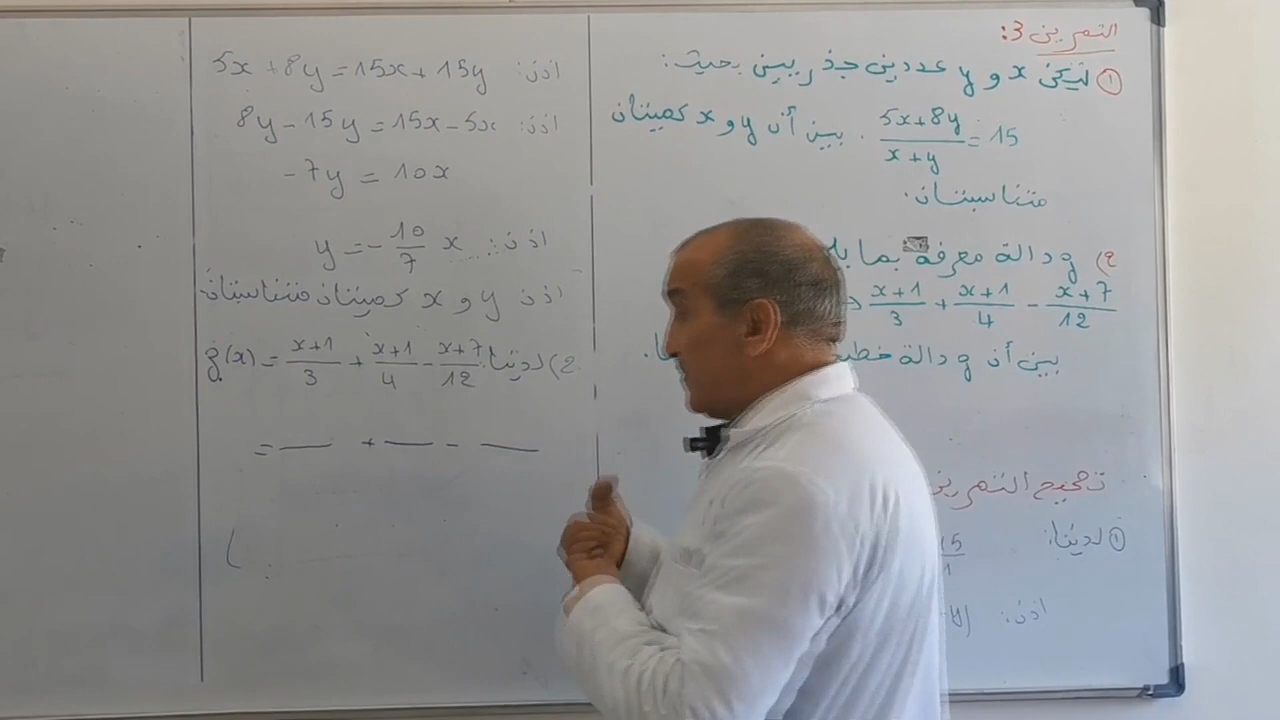 التمرين 3:
① ليكن x و y عددين جذريين بحيث:
5x+8y/x+y = 15 . بين أن y و x كميتان
متناسبتان.
2) g دالة معرفة بما
x+1/3 + x+1/4 - x+7/12
بين أن g دالة
تصحيح التمرين
① لدينا:
اذن:
اذن: 5x+8y=15x+15y
اذن: 8y-15y=15x-5x
-7y = 10x
اذن: y = -10/7 x
اذن y و x كميتان متناسبتان
2) لدينا: g(x) = x+1/3 + x+1/4 - x+7/12
= — + — - —